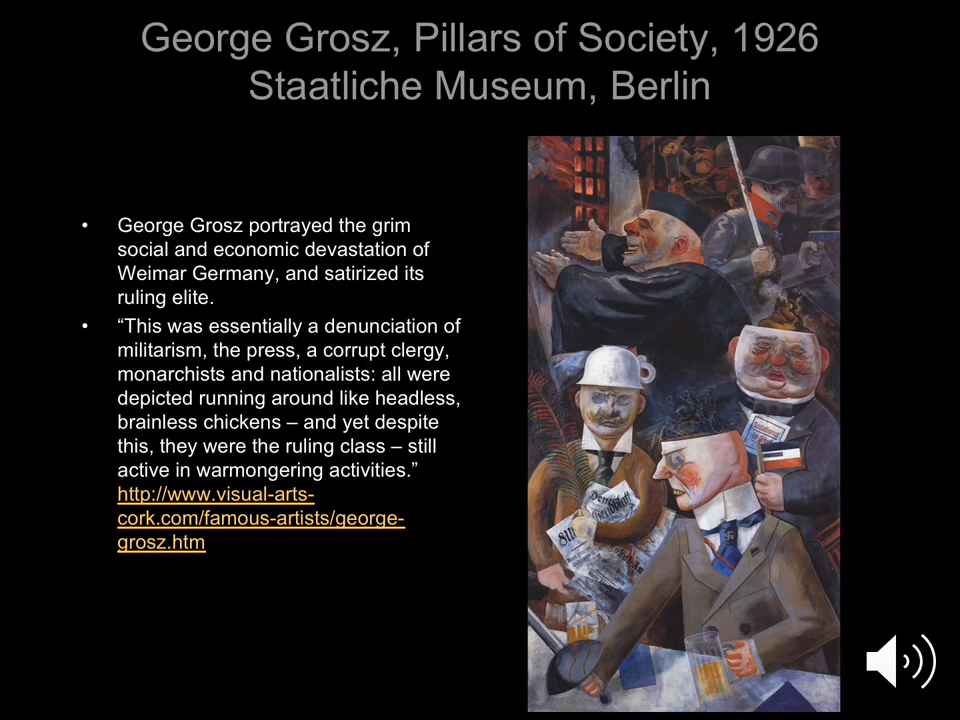 George Grosz, Pillars of Society, 1926
Staatliche Museum, Berlin
• George Grosz portrayed the grim
social and economic devastation of
Weimar Germany, and satirized its
ruling elite.
• “This was essentially a denunciation of
militarism, the press, a corrupt clergy,
monarchists and nationalists: all were
depicted running around like headless,
brainless chickens – and yet despite
this, they were the ruling class – still
active in warmongering activities.”
http://www.visual-arts-
cork.com/famous-artists/george-
grosz.htm